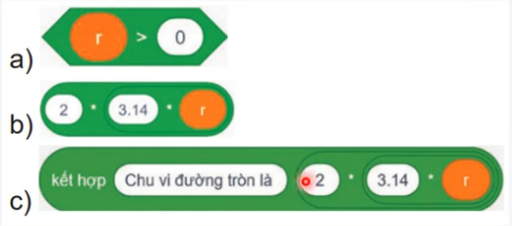 a) r > 0
b) 2 * 3.14 * r
c) kết hợp Chu vi đường tròn là 2 * 3.14 * r